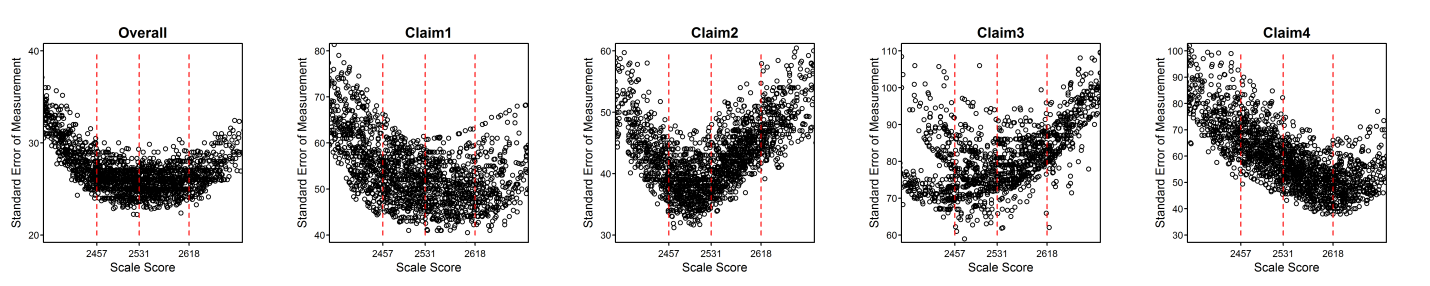 Overall
Standard Error of Measurement
40
30
20
2457 2531 2618
Scale Score
Claim1
Standard Error of Measurement
80
70
60
50
40
2457 2531 2618
Scale Score
Claim2
Standard Error of Measurement
60
50
40
30
2457 2531 2618
Scale Score
Claim3
Standard Error of Measurement
110
100
90
80
70
60
2457 2531 2618
Scale Score
Claim4
Standard Error of Measurement
100
90
80
70
60
50
40
30
2457 2531 2618
Scale Score